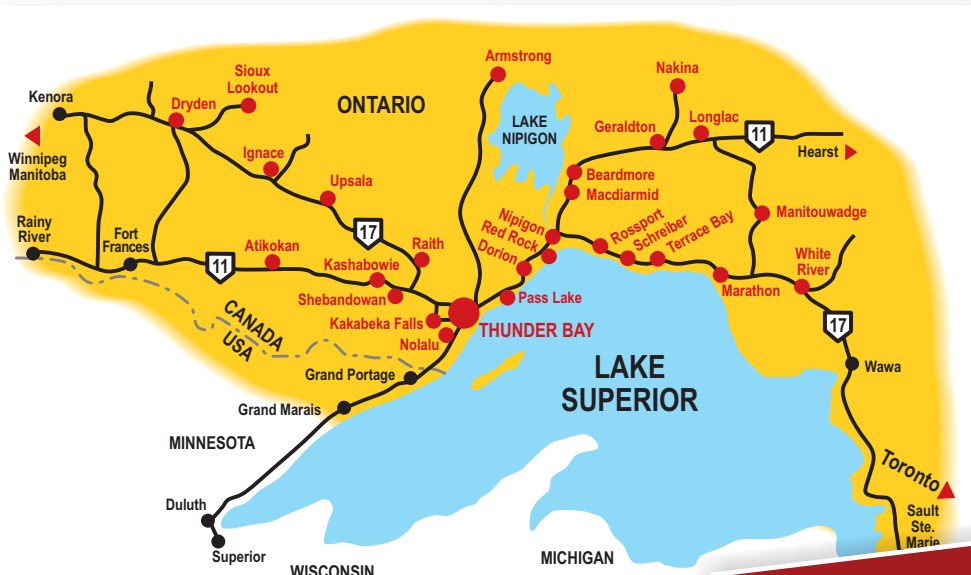 Armstrong
Sioux
Lookout
Nakina
Kenora
Dryden
ONTARIO
LAKE
NIPIGON
Geraldton
Longlac
11
Hearst
Winnipeg
Manitoba
Ignace
Upsala
Beardmore
Macdiarmid
Rainy
River
Fort
Frances
17
Nipigon
Red Rock
Dorion
Rossport
Schreiber
Terrace Bay
Manitouwadge
Atikokan
Raith
11
Kashabowie
Shebandowan
White
River
Marathon
Pass Lake
CANADA
USA
Kakabeka Falls
THUNDER BAY
Nolalu
17
Grand Portage
LAKE
SUPERIOR
Wawa
Grand Marais
MINNESOTA
Toronto
Duluth
Sault
Ste.
Marie
Superior
WISCONSIN
MICHIGAN